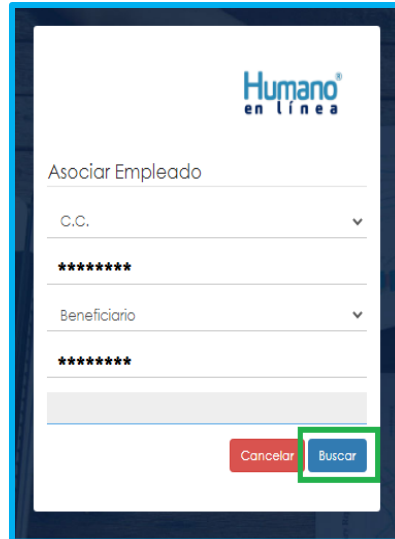 Humano®
en línea
Asociar Empleado
C.C.
********
Beneficiario
********
Cancelar Buscar